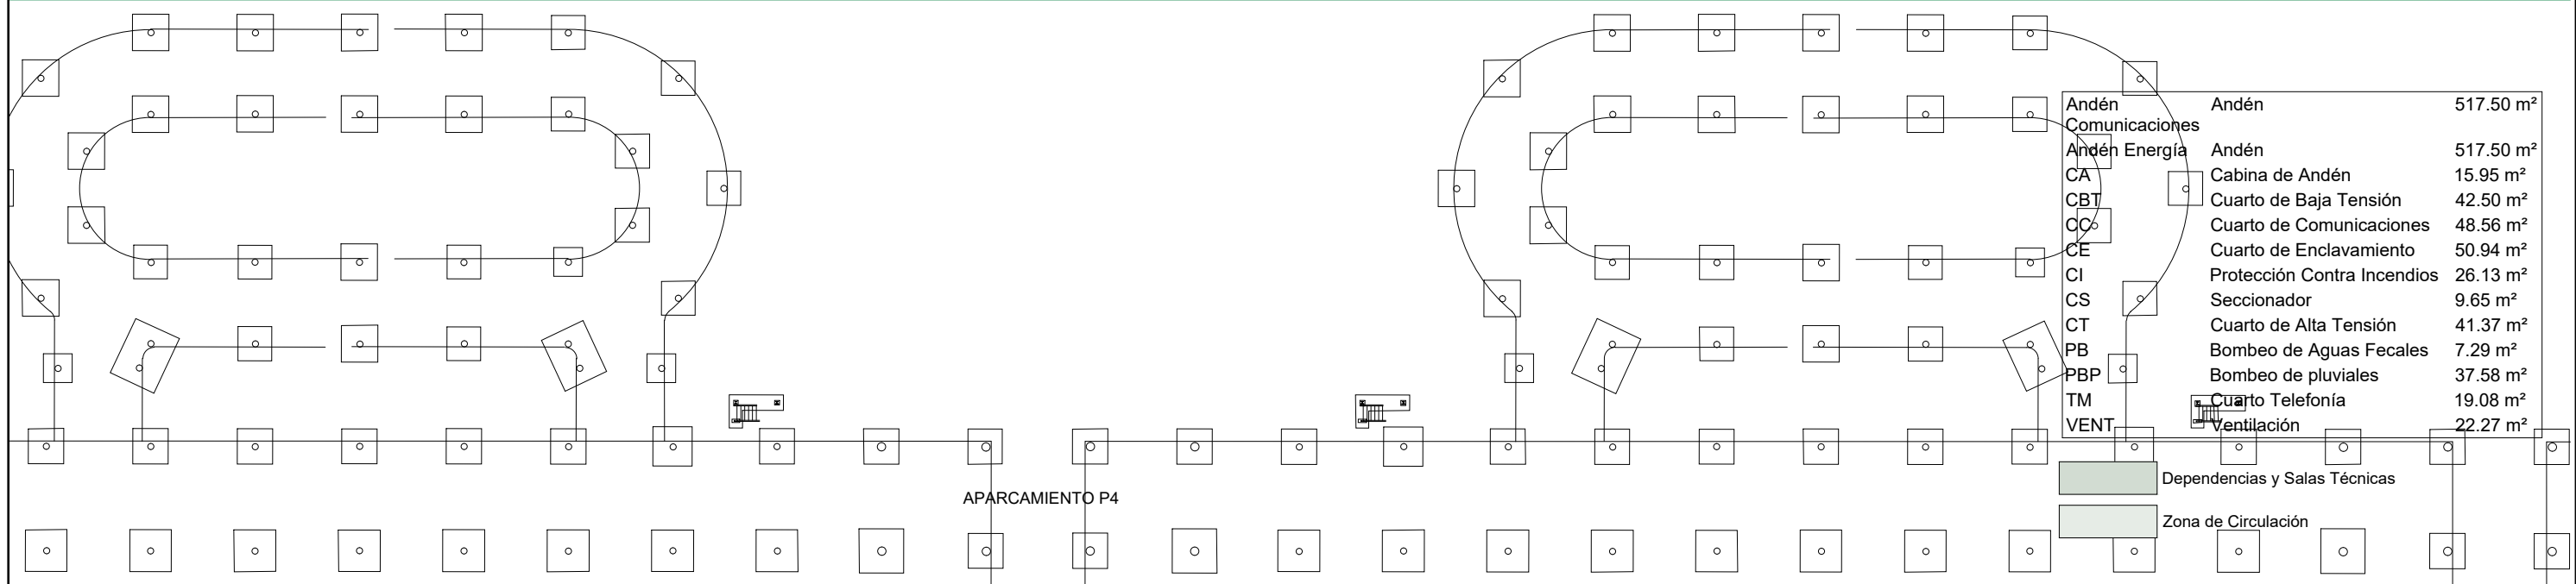 Andén Andén 517.50 m²
Comunicaciones
Andén Energía Andén 517.50 m²
CA Cabina de Andén 15.95 m²
CBT Cuarto de Baja Tensión 42.50 m²
CC Cuarto de Comunicaciones 48.56 m²
CE Cuarto de Enclavamiento 50.94 m²
CI Protección Contra Incendios 26.13 m²
CS Seccionador 9.65 m²
CT Cuarto de Alta Tensión 41.37 m²
PB Bombeo de Aguas Fecales 7.29 m²
PBP Bombeo de pluviales 37.58 m²
TM Cuarto Telefonía 19.08 m²
VENT Ventilación 22.27 m²
Dependencias y Salas Técnicas
APARCAMIENTO P4
Zona de Circulación